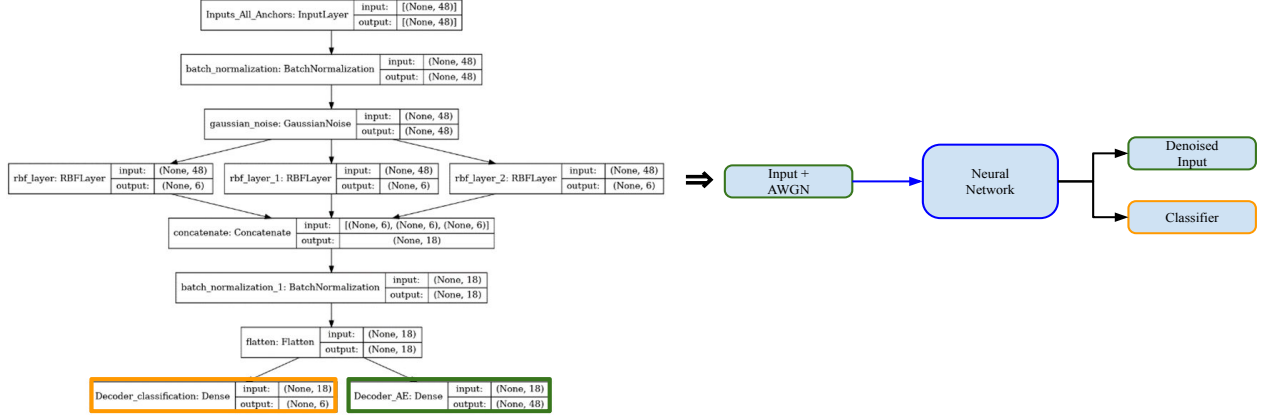 Inputs_All_Anchors: InputLayer
input: [(None, 48)]
output: [(None, 48)]
batch_normalization: BatchNormalization
input: (None, 48)
output: (None, 48)
gaussian_noise: GaussianNoise
input: (None, 48)
output: (None, 48)
rbf_layer: RBFLayer
input: (None, 48)
output: (None, 6)
rbf_layer_1: RBFLayer
input: (None, 48)
output: (None, 6)
rbf_layer_2: RBFLayer
input: (None, 48)
output: (None, 6)
concatenate: Concatenate
input: [(None, 6), (None, 6), (None, 6)]
output: (None, 18)
batch_normalization_1: BatchNormalization
input: (None, 18)
output: (None, 18)
flatten: Flatten
input: (None, 18)
output: (None, 18)
Decoder_classification: Dense
input: (None, 18)
output: (None, 6)
Decoder_AE: Dense
input: (None, 18)
output: (None, 48)
⇒
Input +
AWGN
Neural
Network
Denoised
Input
Classifier